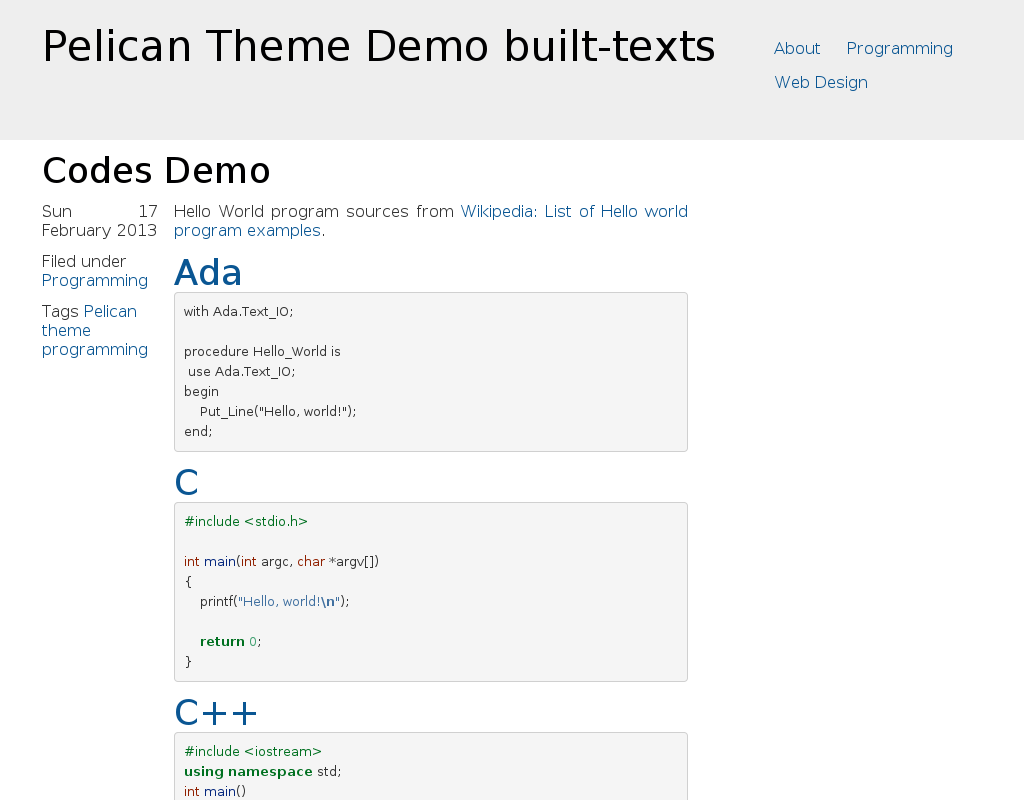 Pelican Theme Demo built-texts
About Programming
Web Design
Codes Demo
Sun 17
February 2013
Filed under
Programming
Tags Pelican
theme
programming
Hello World program sources from Wikipedia: List of Hello world
program examples.
Ada
with Ada.Text_IO;
procedure Hello_World is
 use Ada.Text_IO;
begin
    Put_Line("Hello, world!");
end;
C
#include <stdio.h>
int main(int argc, char *argv[])
{
    printf("Hello, world!\n");
    return 0;
}
C++
#include <iostream>
using namespace std;
int main()